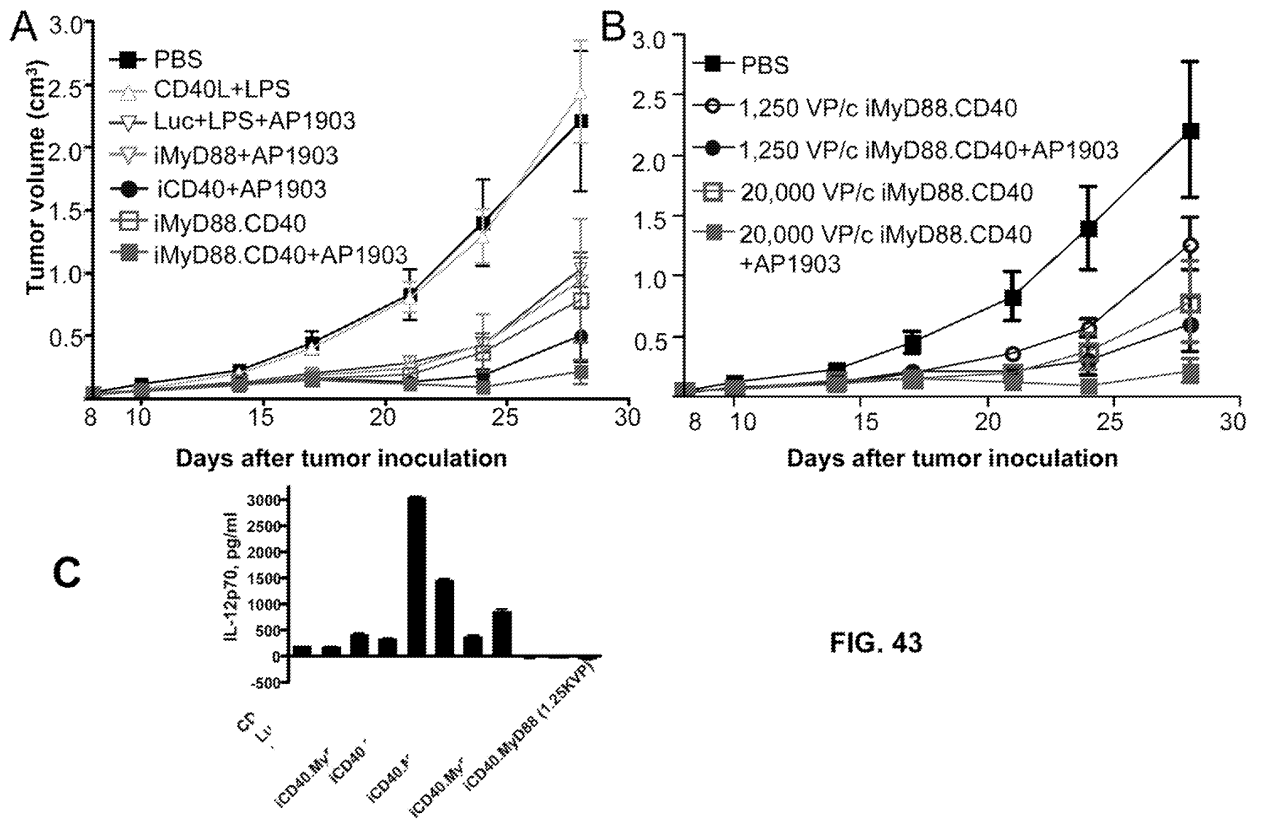 A
3.0
2.5
2.0
1.5
1.0
0.5
Tumor volume (cm³)
PBS
CD40L+LPS
Luc+LPS+AP1903
iMyD88+AP1903
iCD40+AP1903
iMyD88.CD40
iMyD88.CD40+AP1903
8 10 15 20 25 30
Days after tumor inoculation
B
3.0
2.5
2.0
1.5
1.0
0.5
PBS
1,250 VP/c iMyD88.CD40
1,250 VP/c iMyD88.CD40+AP1903
20,000 VP/c iMyD88.CD40
20,000 VP/c iMyD88.CD40
+AP1903
8 10 15 20 25 30
Days after tumor inoculation
C
IL-12p70, pg/ml
3000
2500
2000
1500
1000
500
0
-500
iCD40
iCD40.MyD88 (1.25KVP)
FIG. 43